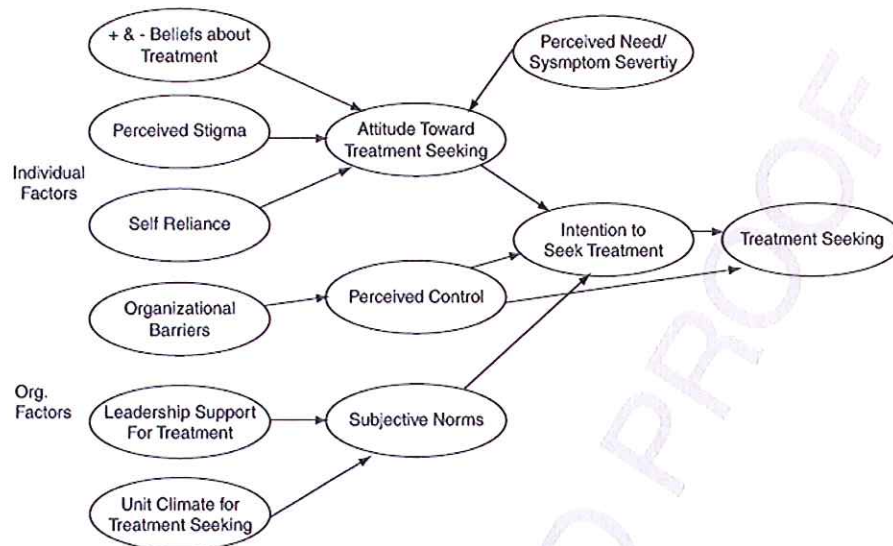 + & - Beliefs about
Treatment
Perceived Need/
Sysmptom Severtiy
Perceived Stigma
Attitude Toward
Treatment Seeking
Individual
Factors
Self Reliance
Intention to
Seek Treatment
Treatment
Seeking
Organizational
Barriers
Perceived Control
Org.
Factors
Leadership Support
For Treatment
Subjective Norms
Unit Climate for
Treatment Seeking
D PROOF